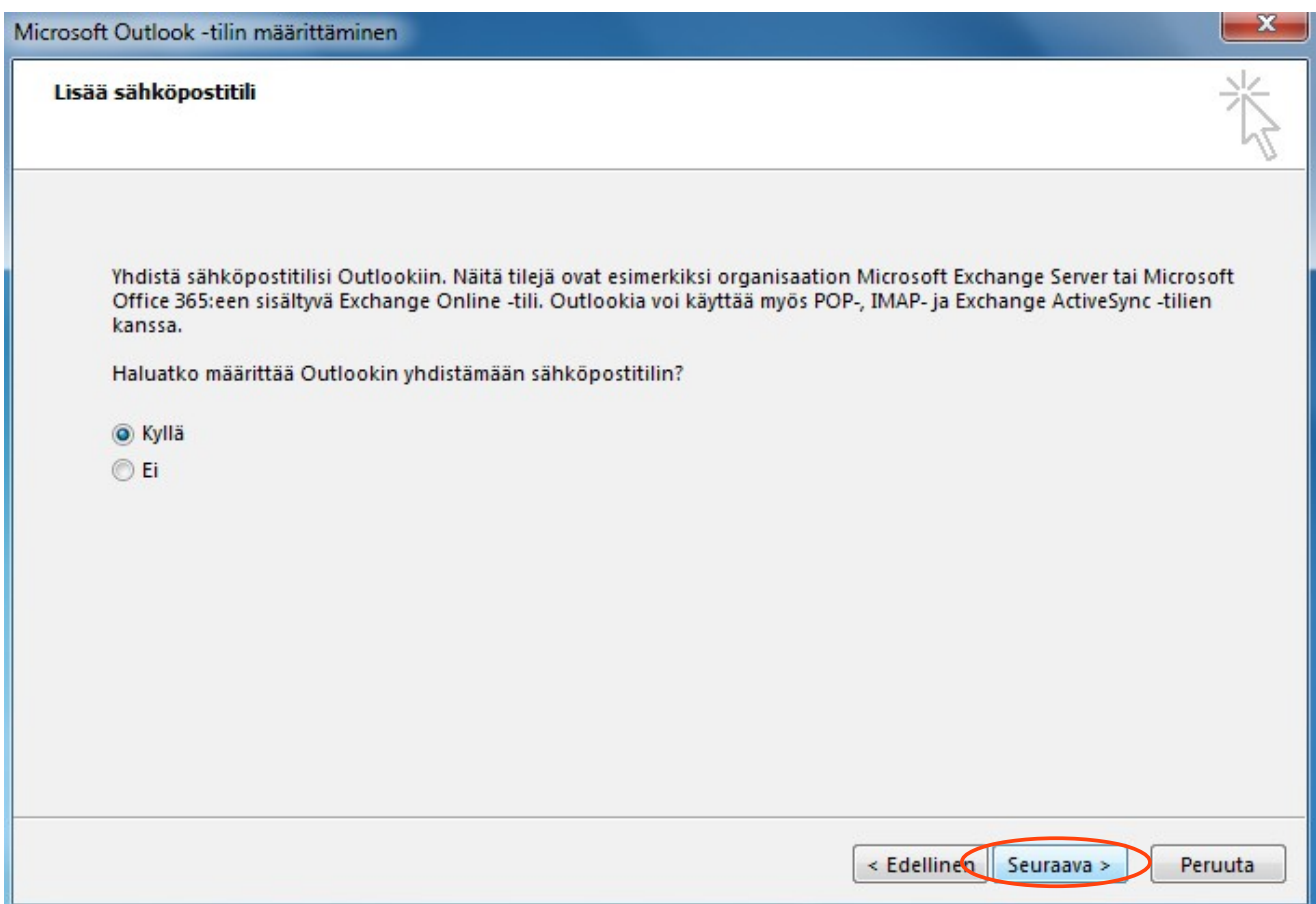 Microsoft Outlook -tilin määrittäminen
Lisää sähköpostitili
Yhdistä sähköpostitilisi Outlookiin. Näitä tilejä ovat esimerkiksi organisaation Microsoft Exchange Server tai Microsoft
Office 365:een sisältyvä Exchange Online -tili. Outlookia voi käyttää myös POP-, IMAP- ja Exchange ActiveSync -tilien
kanssa.
Haluatko määrittää Outlookin yhdistämään sähköpostitilin?
Kyllä
Ei
< Edellinen Seuraava > Peruuta